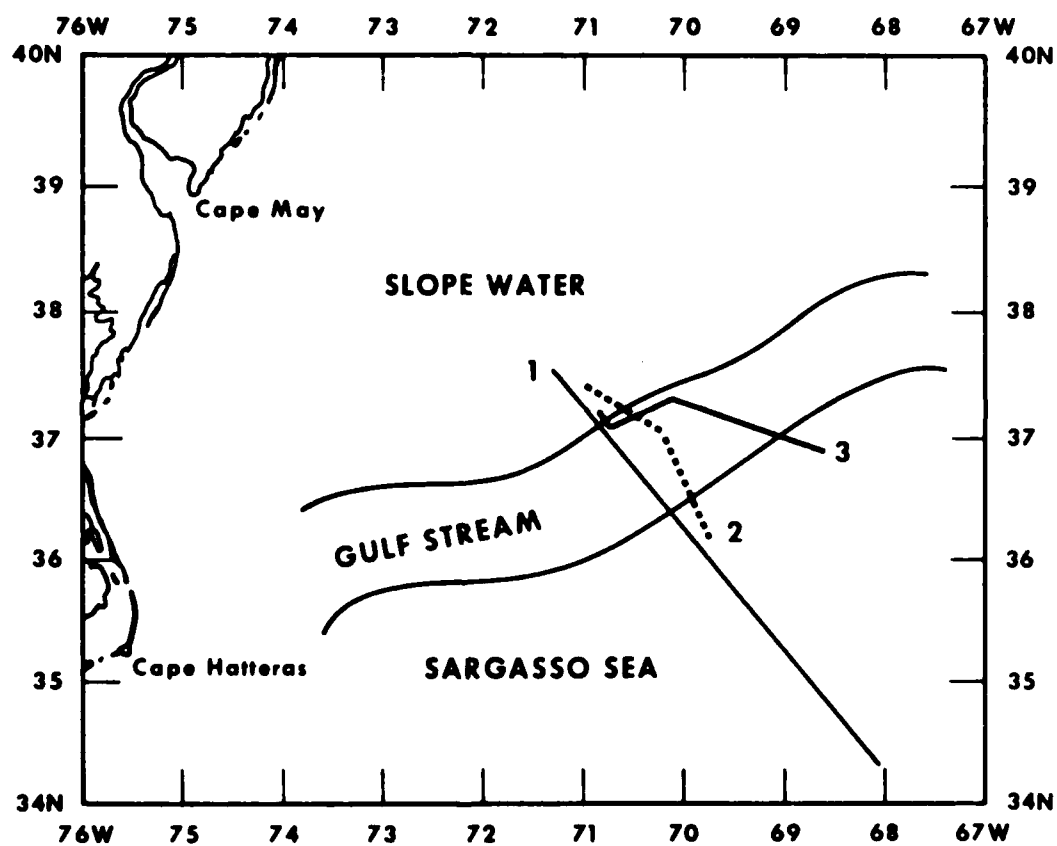 76W 75 74 73 72 71 70 69 68 67W
40N 40N
39 39
Cape May
SLOPE WATER
38 38
1
37 37
3
GULF STREAM
2
36 36
Cape Hatteras
SARGASSO SEA
35 35
34N 34N
76W 75 74 73 72 71 70 69 68 67W